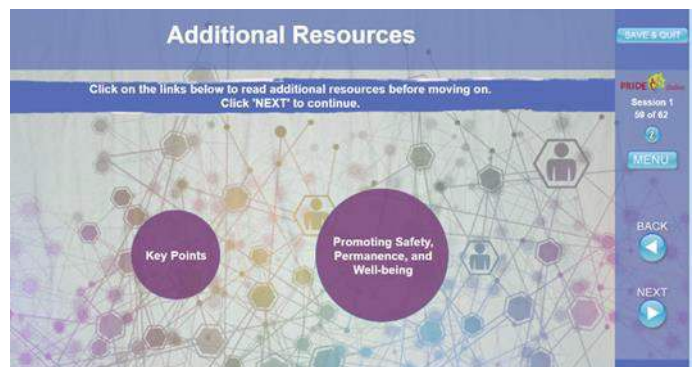 Additional Resources
SAVE & QUIT
Click on the links below to read additional resources before moving on.
Click 'NEXT' to continue.
PRIDE Online
Session 1
59 of 62
MENU
Key Points
Promoting Safety,
Permanence, and
Well-being
BACK
NEXT